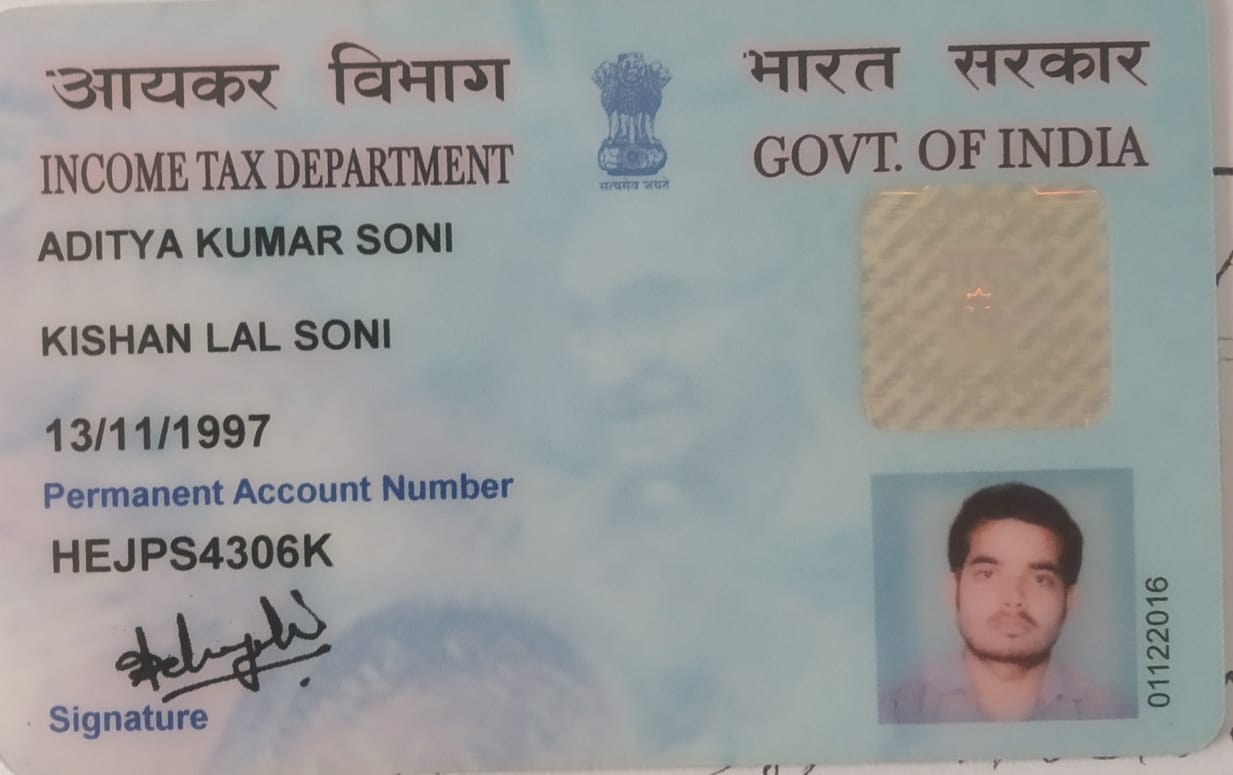 आयकर विभाग
INCOME TAX DEPARTMENT
सत्यमेव जयते
भारत सरकार
GOVT. OF INDIA
ADITYA KUMAR SONI
KISHAN LAL SONI
13/11/1997
Permanent Account Number
HEJPS4306K
Signature
01122016